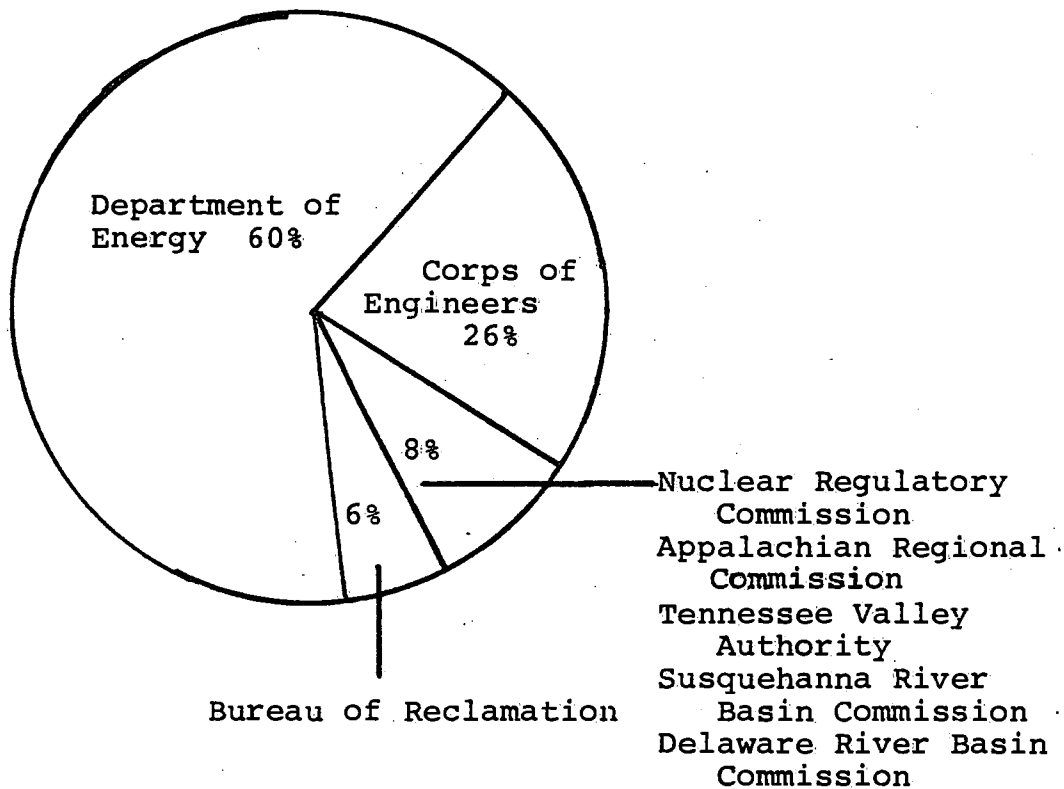 Department of
Energy 60%
Corps of
Engineers
26%
8%
6%
Nuclear Regulatory
Commission
Appalachian Regional
Commission
Tennessee Valley
Authority
Susquehanna River
Basin Commission
Delaware River Basin
Commission
Bureau of Reclamation